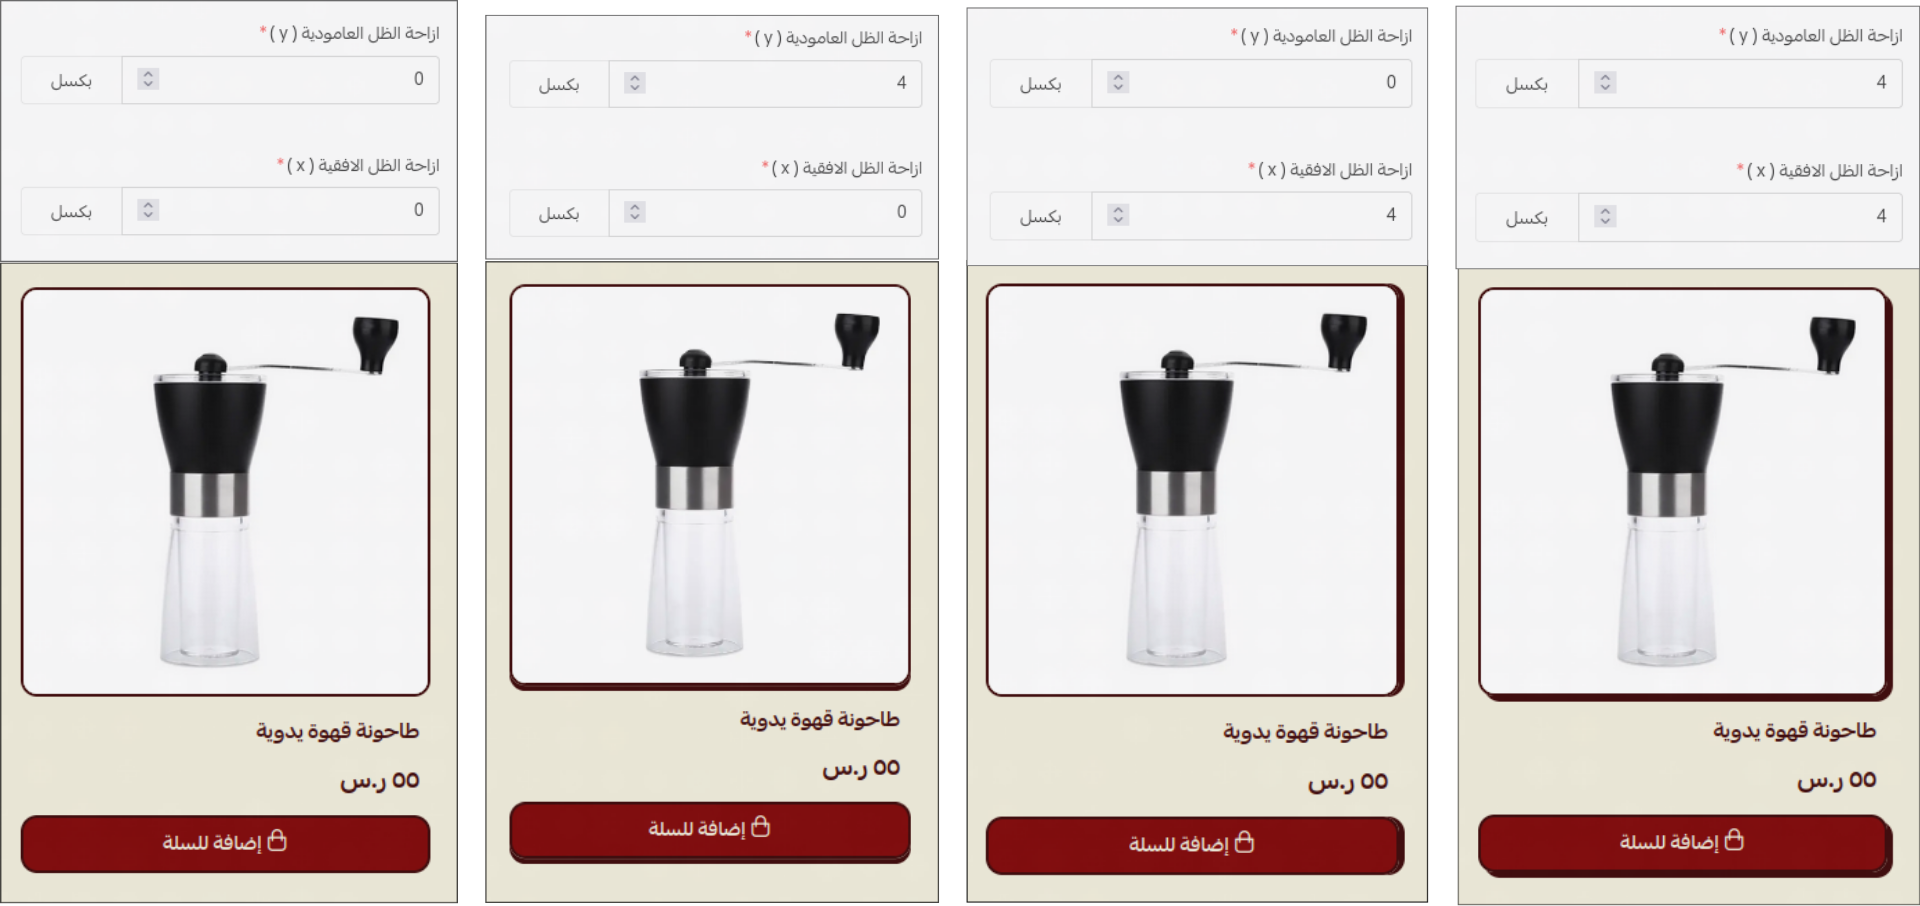 ازاحة الظل العامودية ( y ) *
0
بكسل
ازاحة الظل الافقية ( x ) *
0
بكسل
طاحونة قهوة يدوية
٥٥ ر.س
إضافة للسلة
ازاحة الظل العامودية ( y ) *
4
بكسل
ازاحة الظل الافقية ( x ) *
0
بكسل
طاحونة قهوة يدوية
٥٥ ر.س
إضافة للسلة
ازاحة الظل العامودية ( y ) *
0
بكسل
ازاحة الظل الافقية ( x ) *
4
بكسل
طاحونة قهوة يدوية
٥٥ ر.س
إضافة للسلة
ازاحة الظل العامودية ( y ) *
4
بكسل
ازاحة الظل الافقية ( x ) *
4
بكسل
طاحونة قهوة يدوية
٥٥ ر.س
إضافة للسلة